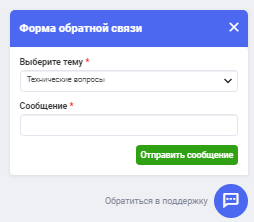 Форма обратной связи
Выберите тему *
Технические вопросы
Сообщение *
Отправить сообщение
Обратиться в поддержку